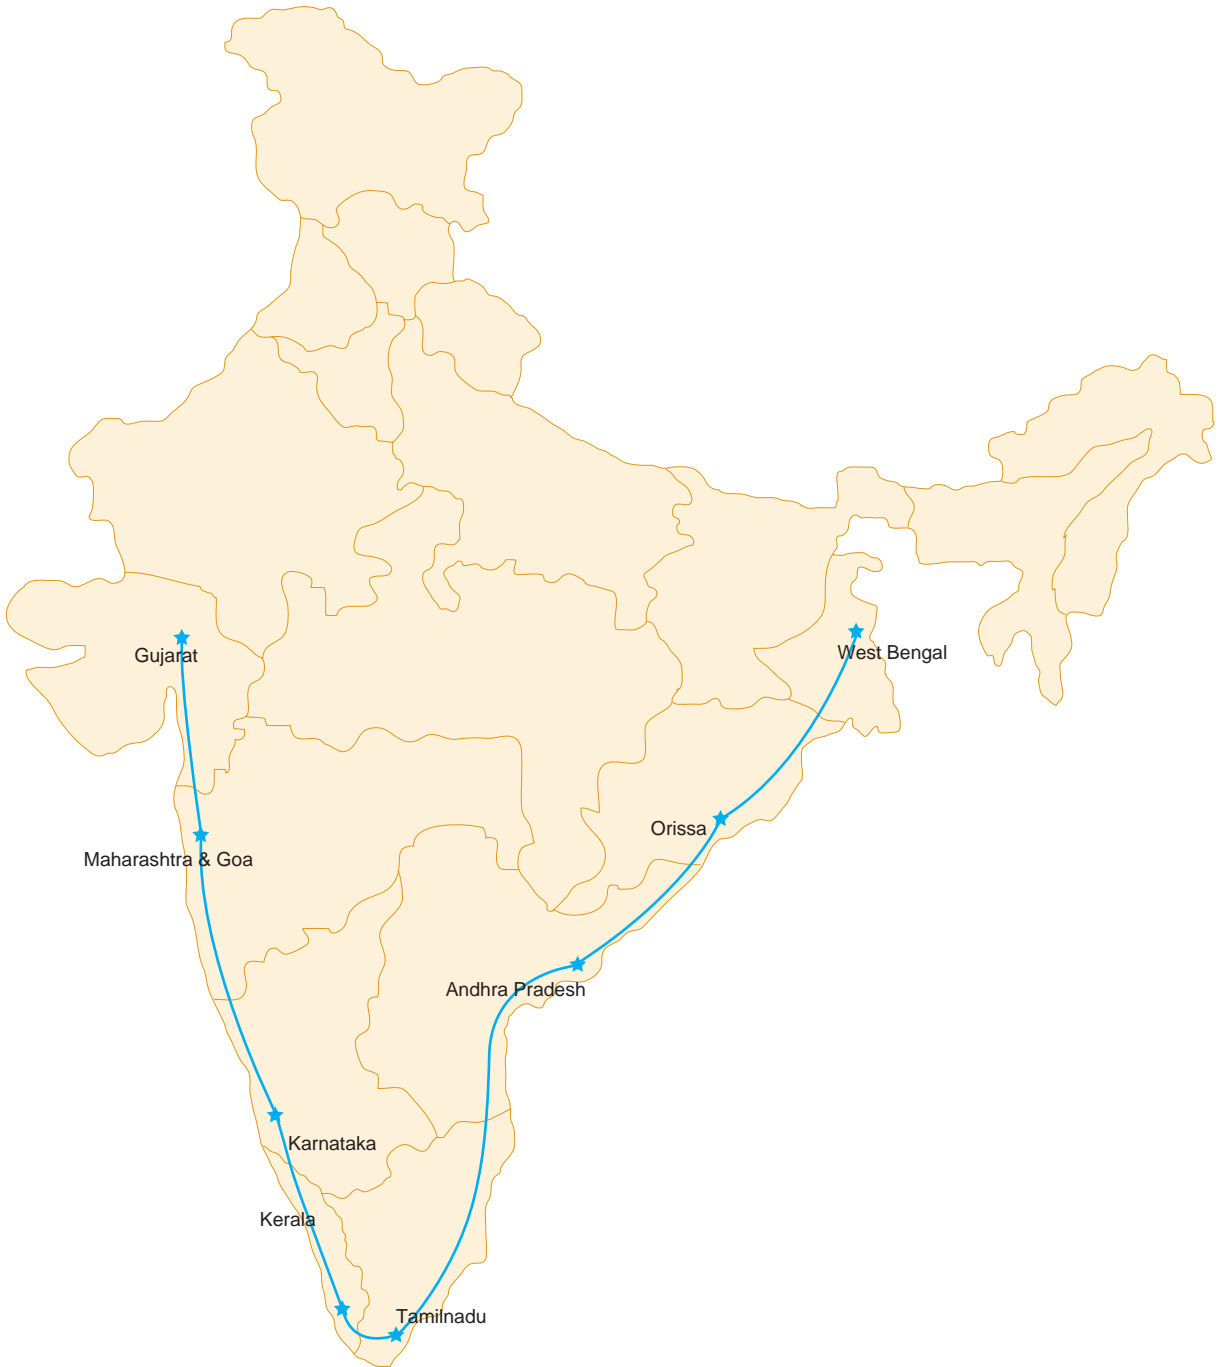 Gujarat
West Bengal
Orissa
Maharashtra & Goa
Andhra Pradesh
Karnataka
Kerala
Tamilnadu